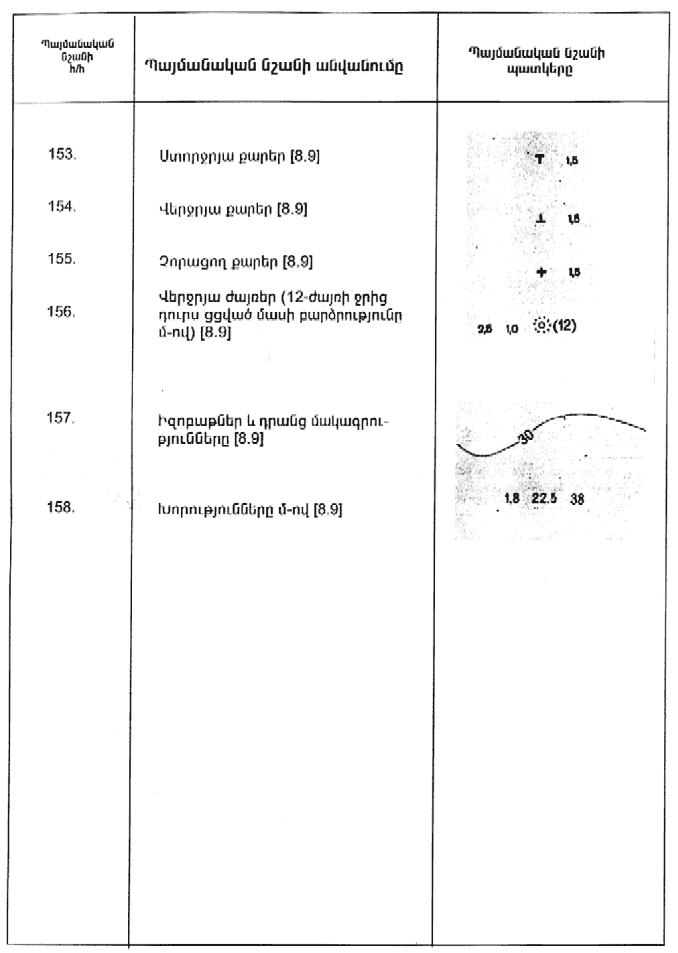 Պայմանական
նշանի
հ/հ
Պայմանական նշանի անվանումը
Պայմանական նշանի
պատկերը
153.
Ստորջրյա քարեր [8.9]
1,5
154.
Վերջրյա քարեր [8.9]
1,5
155.
Չորացող քարեր [8.9]
1,5
156.
Վերջրյա ժայռեր (12-ժայռի ջրից
դուրս ցցված մասի բարձրությունը
մ-ով) [8.9]
2,5 1,0 (12)
157.
Իզոբաթներ և դրանց մակագրու-
թյունները [8.9]
30
158.
Խորությունները մ-ով [8.9]
1,8 22.5 38